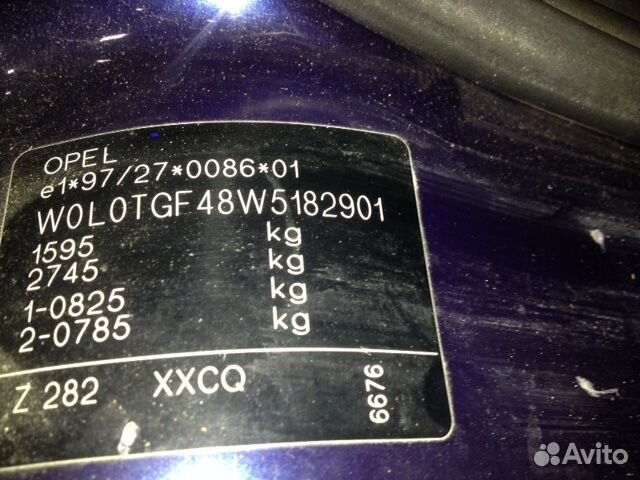 OPEL
e1*97/27*0086*01
W0L0TGF48W5182901
1595 kg
2745 kg
1-0825 kg
2-0785 kg
Z 282 XXCQ 6676
Avito